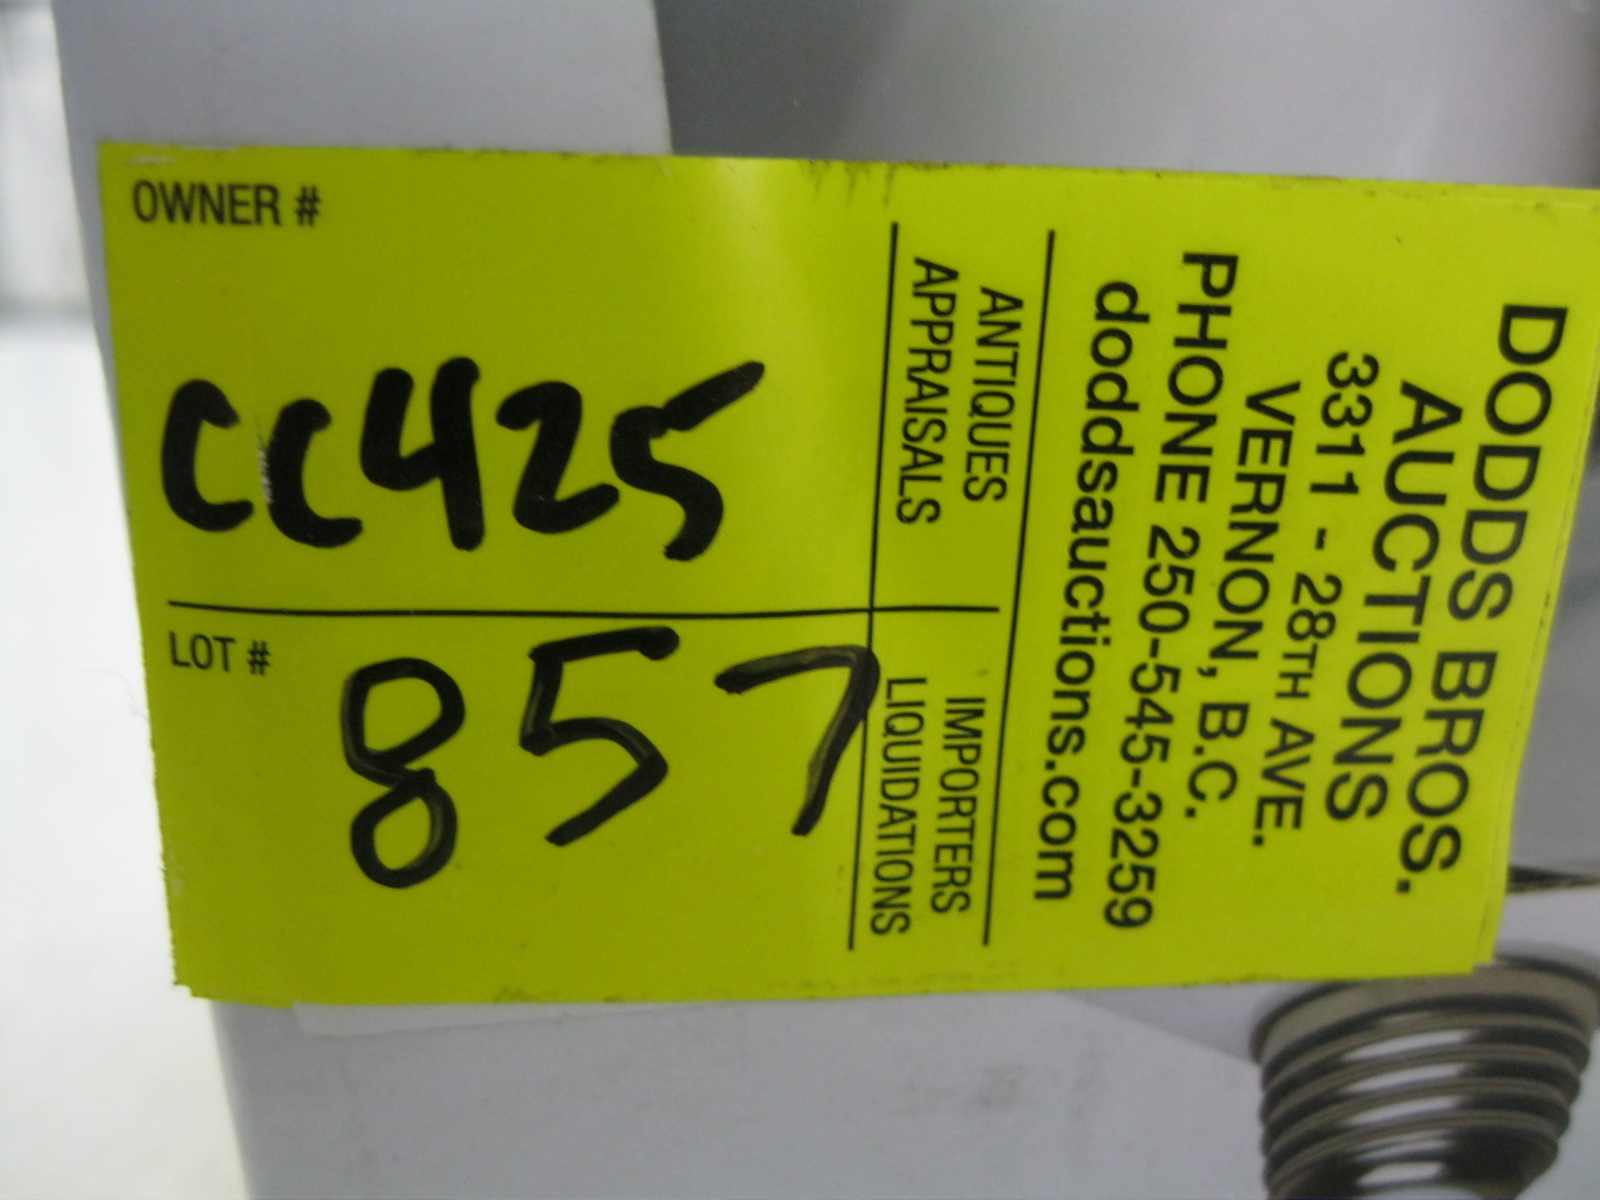 DODDS BROS.
AUCTIONS
3311 - 28TH AVE.
VERNON, B.C.
PHONE 250-545-3259
doddsauctions.com
ANTIQUES
APPRAISALS
IMPORTERS
LIQUIDATIONS
OWNER #
CC425
LOT #
857